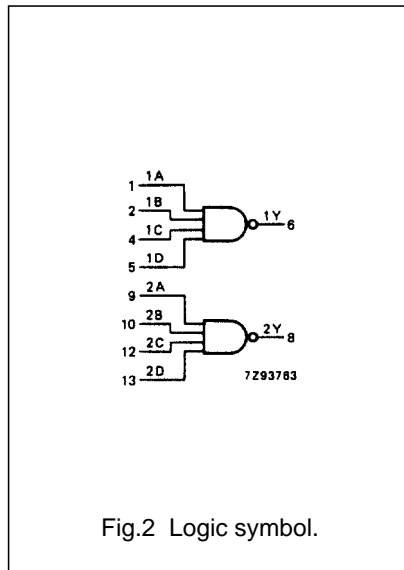 1 1A
2 1B
4 1C
5 1D
1Y 6
9 2A
10 2B
12 2C
13 2D
2Y 8
7Z93763
Fig.2 Logic symbol.